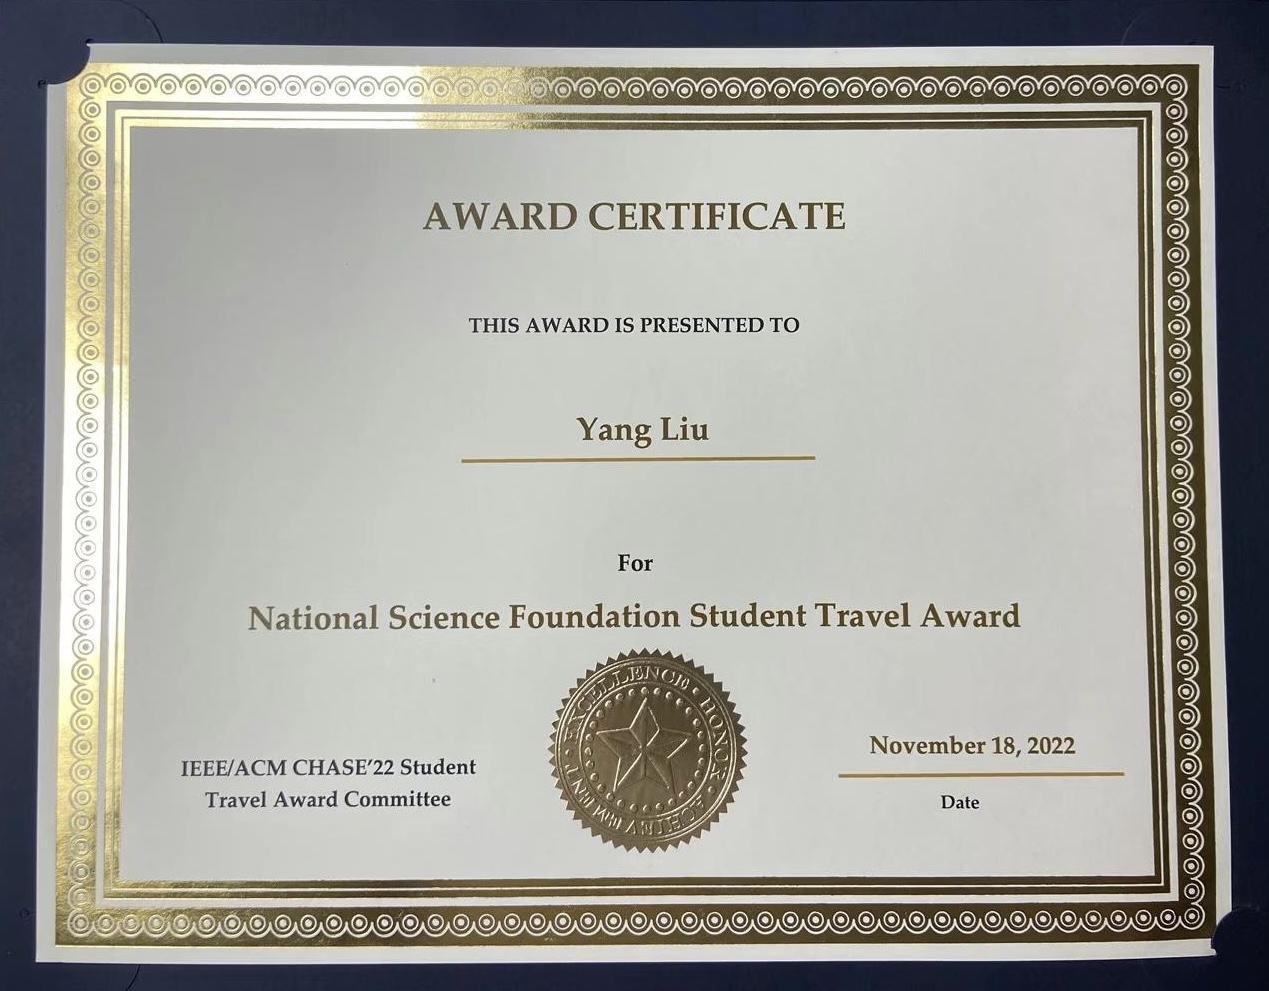 AWARD CERTIFICATE
THIS AWARD IS PRESENTED TO
Yang Liu
For
National Science Foundation Student Travel Award
EXCELLENCE • HONOR • ACHIEVEMENT •
IEEE/ACM CHASE’22 Student
Travel Award Committee
November 18, 2022
Date